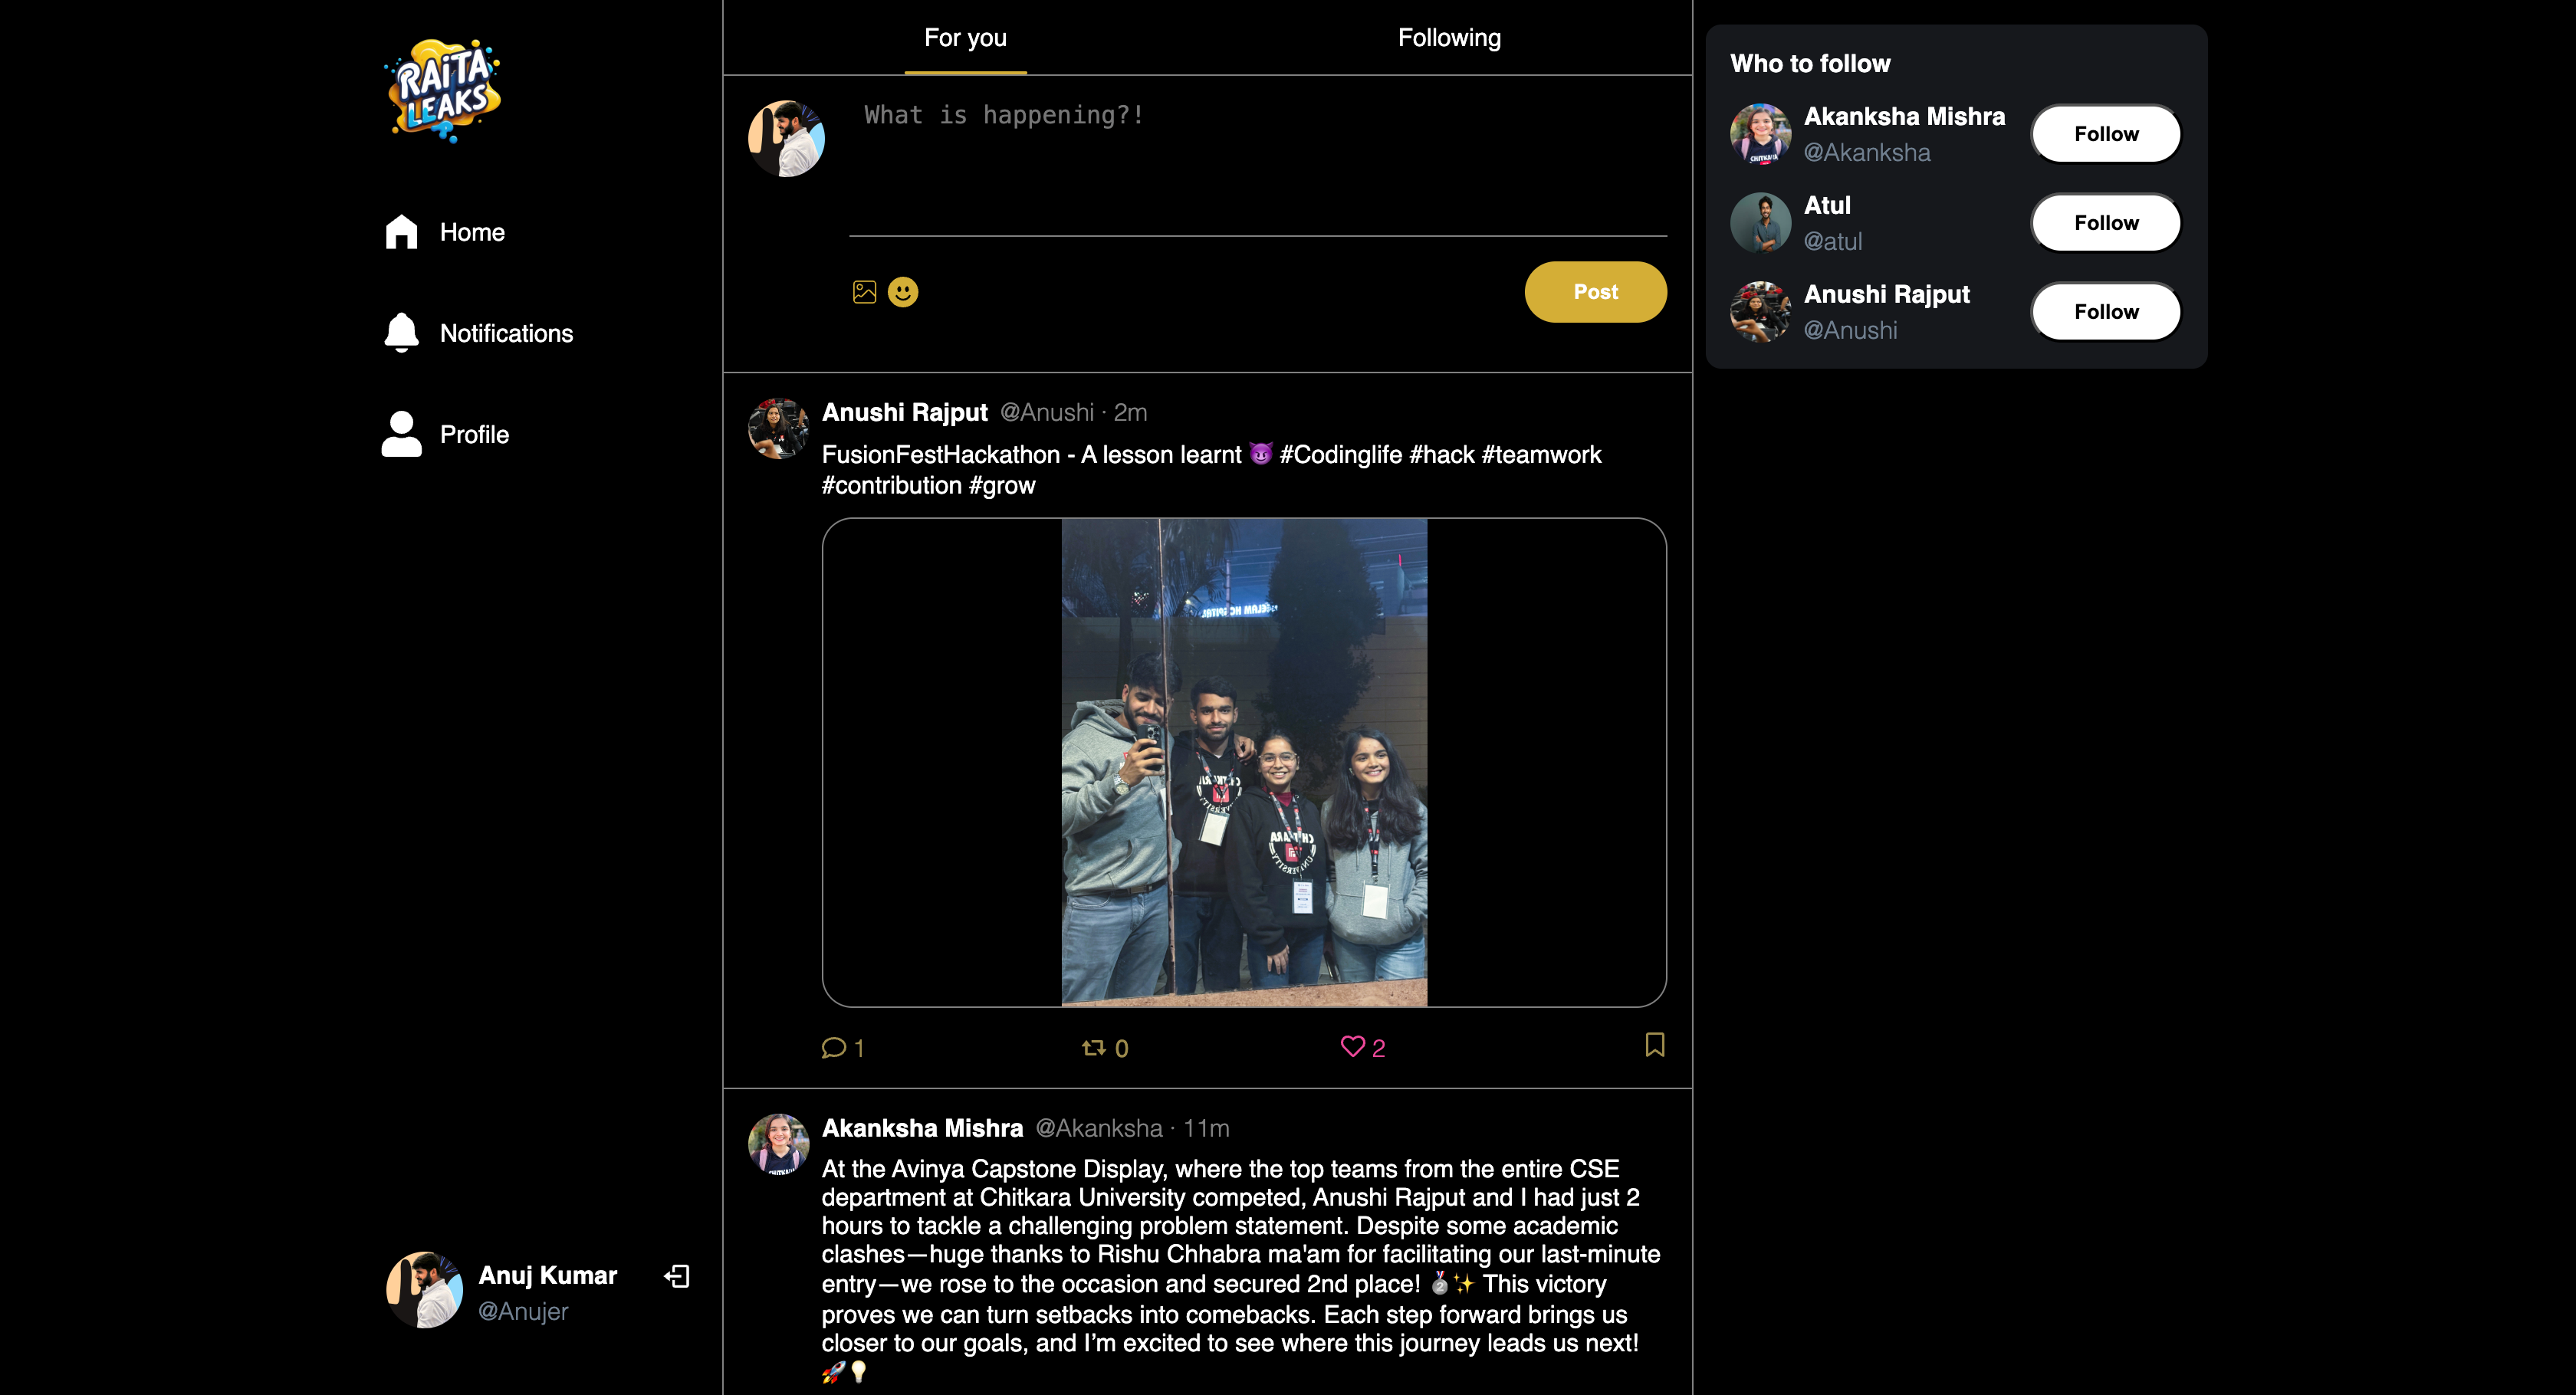 RAiTA
LEAKS
Home
Notifications
Profile
Anuj Kumar
@Anujer
For you
Following
What is happening?!
Post
Anushi Rajput @Anushi · 2m
FusionFestHackathon - A lesson learnt 😈 #Codinglife #hack #teamwork
#contribution #grow
CHITKARA
UNIVERSITY
1
0
2
Akanksha Mishra @Akanksha · 11m
At the Avinya Capstone Display, where the top teams from the entire CSE
department at Chitkara University competed, Anushi Rajput and I had just 2
hours to tackle a challenging problem statement. Despite some academic
clashes—huge thanks to Rishu Chhabra ma'am for facilitating our last-minute
entry—we rose to the occasion and secured 2nd place! 🥈✨ This victory
proves we can turn setbacks into comebacks. Each step forward brings us
closer to our goals, and I’m excited to see where this journey leads us next!
🚀💡
Who to follow
Akanksha Mishra
@Akanksha
Follow
Atul
@atul
Follow
Anushi Rajput
@Anushi
Follow